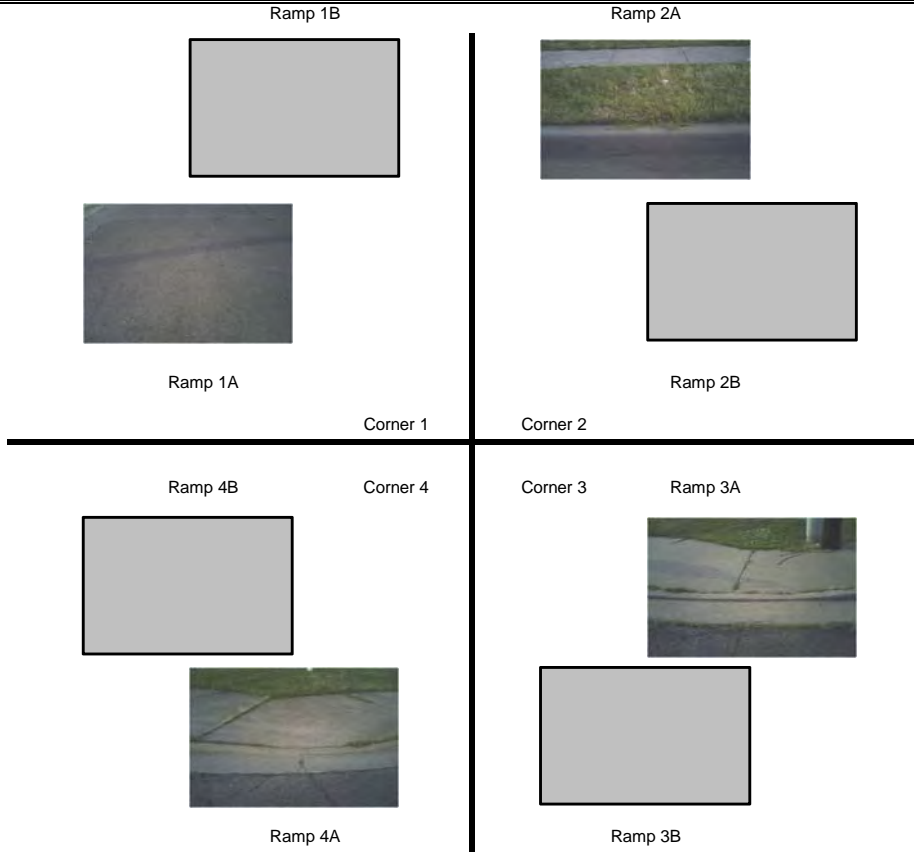 Ramp 1B
Ramp 2A
Ramp 1A
Ramp 2B
Corner 1
Corner 2
Ramp 4B
Corner 4
Corner 3
Ramp 3A
Ramp 4A
Ramp 3B